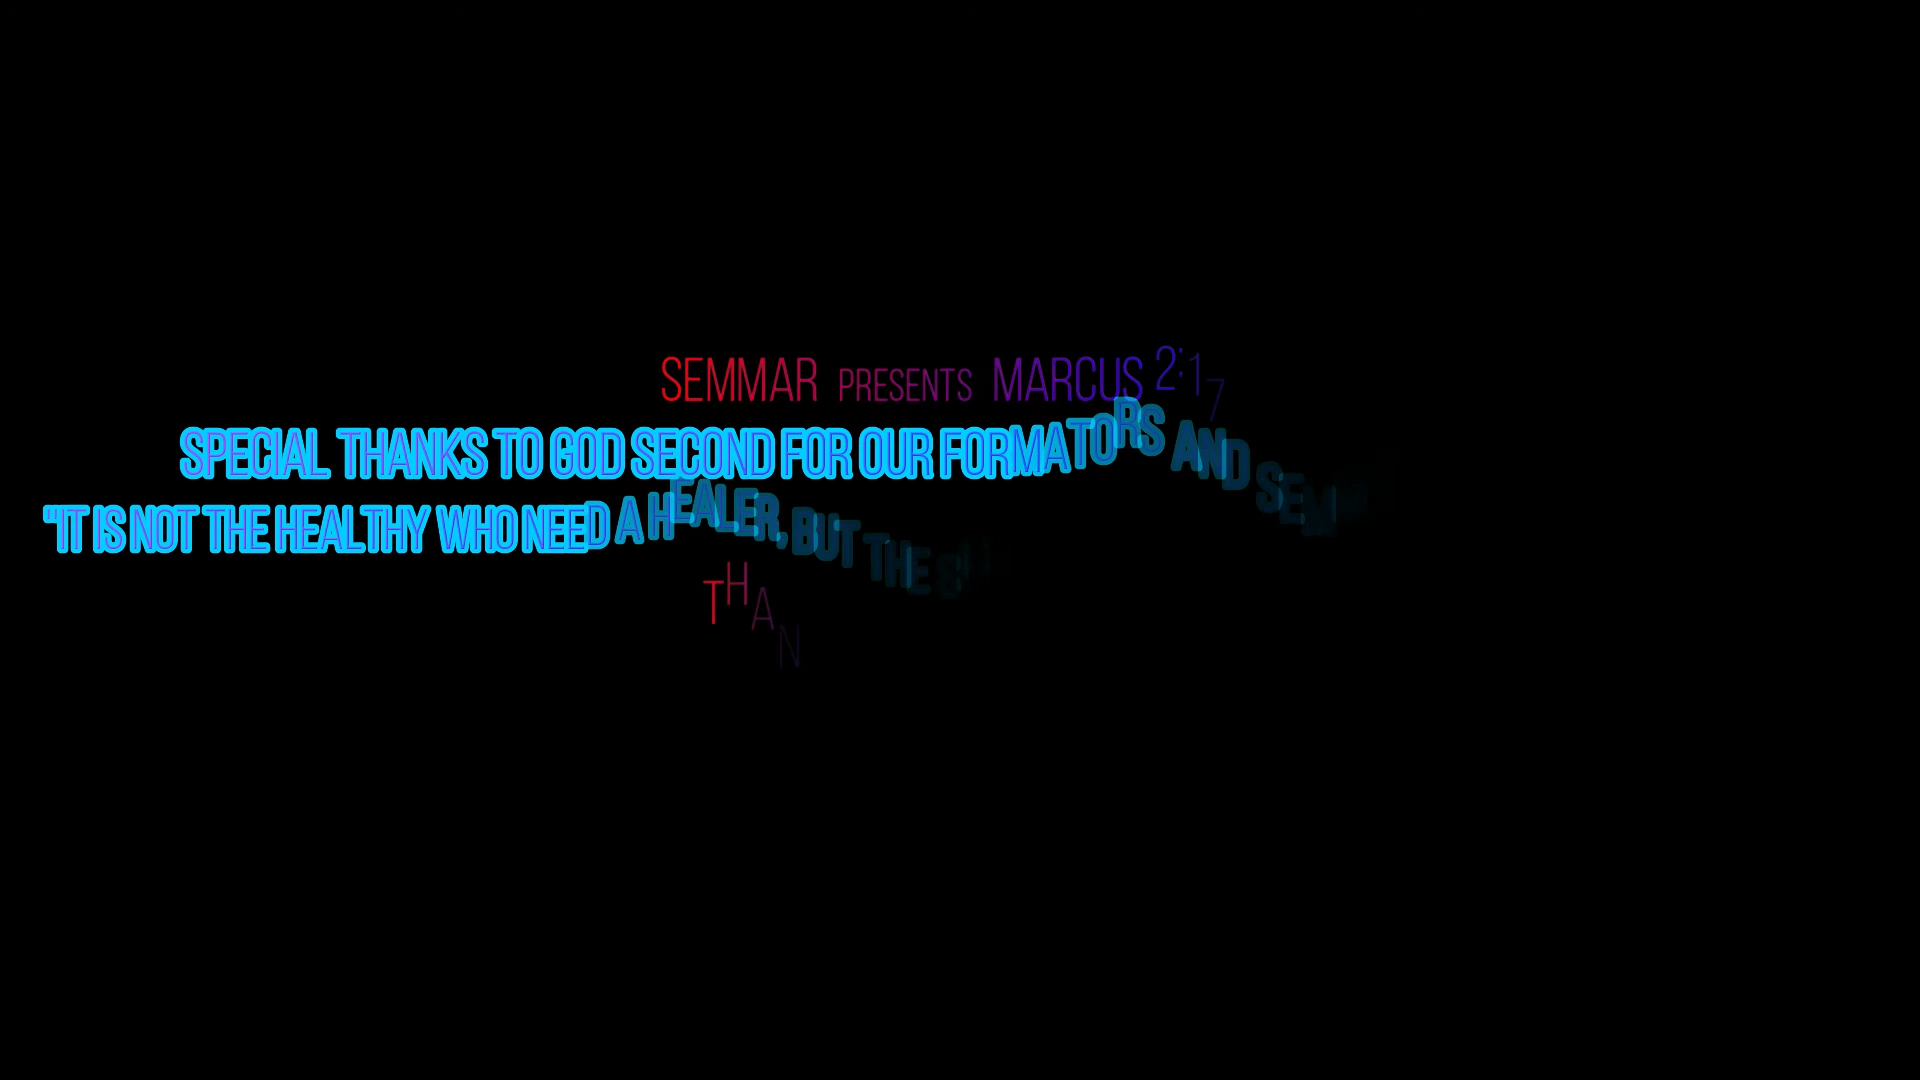 SEMMAR PRESENTS MARCUS 2:17
SPECIAL THANKS TO GOD SECOND FOR OUR FORMATORS AND SEM
"IT IS NOT THE HEALTHY WHO NEED A HEALER, BUT THE
THAN